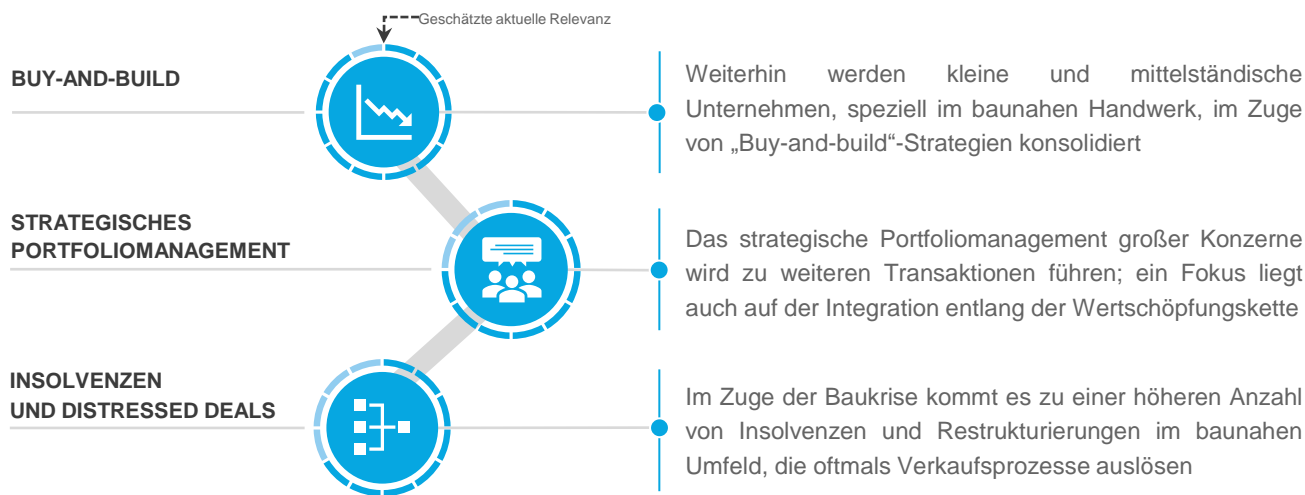 Geschätzte aktuelle Relevanz
BUY-AND-BUILD
Weiterhin werden kleine und mittelständische
Unternehmen, speziell im baunahen Handwerk, im Zuge
von „Buy-and-build“-Strategien konsolidiert
STRATEGISCHES
PORTFOLIOMANAGEMENT
Das strategische Portfoliomanagement großer Konzerne
wird zu weiteren Transaktionen führen; ein Fokus liegt
auch auf der Integration entlang der Wertschöpfungskette
INSOLVENZEN
UND DISTRESSED DEALS
Im Zuge der Baukrise kommt es zu einer höheren Anzahl
von Insolvenzen und Restrukturierungen im baunahen
Umfeld, die oftmals Verkaufsprozesse auslösen